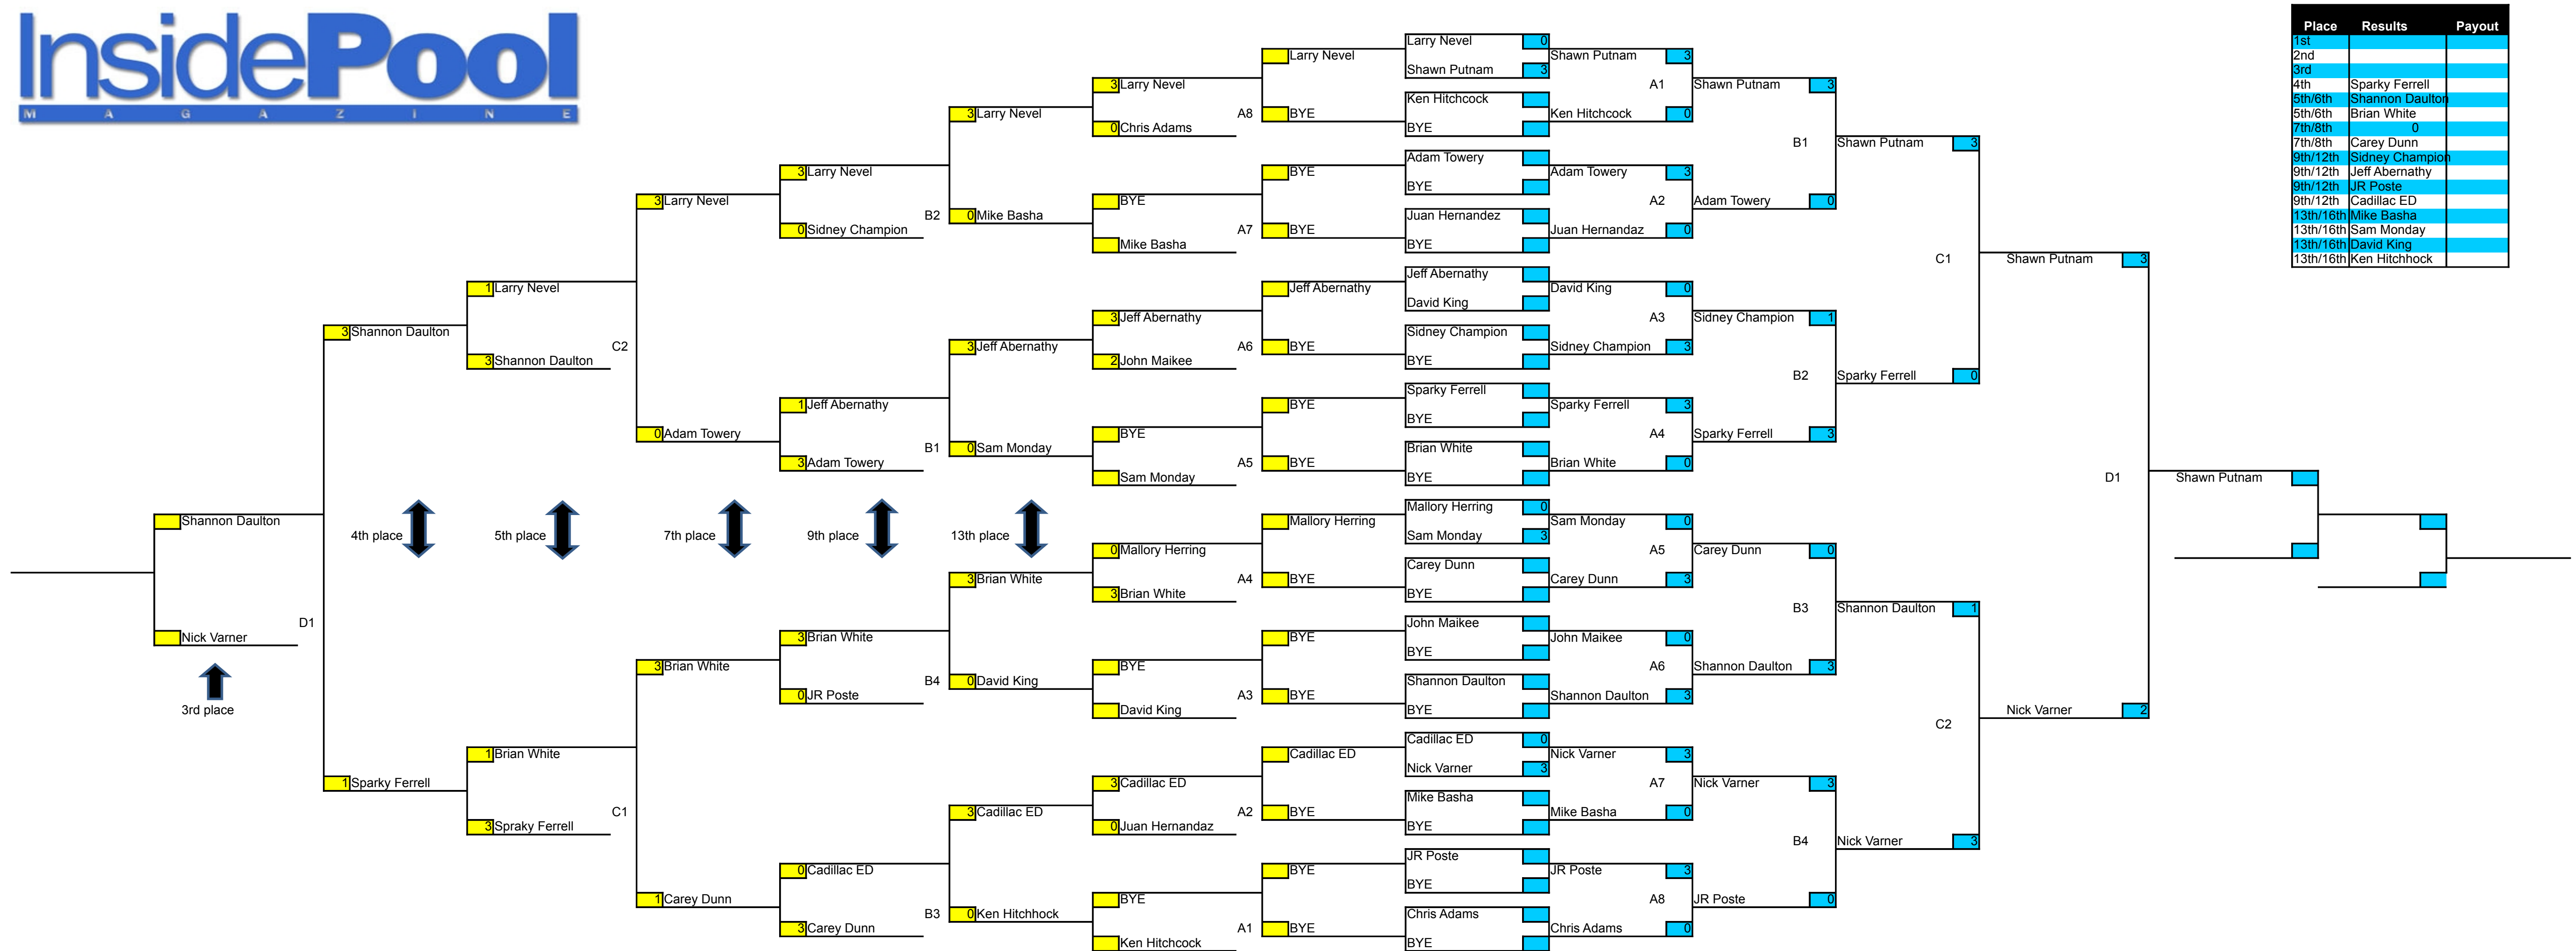 InsidePool
MAGAZINE
Place Results Payout
1st
2nd
3rd
4th Sparky Ferrell
5th/6th Shannon Daulton
5th/6th Brian White
7th/8th 0
7th/8th Carey Dunn
9th/12th Sidney Champion
9th/12th Jeff Abernathy
9th/12th JR Poste
9th/12th Cadillac ED
13th/16th Mike Basha
13th/16th Sam Monday
13th/16th David King
13th/16th Ken Hitchhock
Shannon Daulton
Nick Varner
D1
3rd place
3 Shannon Daulton
1 Sparky Ferrell
4th place
1 Larry Nevel
3 Shannon Daulton
C2
1 Brian White
3 Spraky Ferrell
C1
5th place
3 Larry Nevel
0 Adam Towery
3 Brian White
1 Carey Dunn
7th place
3 Larry Nevel
0 Sidney Champion
B2
1 Jeff Abernathy
3 Adam Towery
B1
3 Brian White
0 JR Poste
B4
0 Cadillac ED
3 Carey Dunn
B3
9th place
3 Larry Nevel
0 Mike Basha
3 Jeff Abernathy
0 Sam Monday
3 Brian White
0 David King
3 Cadillac ED
0 Ken Hitchhock
13th place
3 Larry Nevel
0 Chris Adams
A8
BYE
Mike Basha
A7
3 Jeff Abernathy
2 John Maikee
A6
BYE
Sam Monday
A5
0 Mallory Herring
3 Brian White
A4
BYE
David King
A3
3 Cadillac ED
0 Juan Hernandaz
A2
BYE
Ken Hitchcock
A1
Larry Nevel
BYE
BYE
BYE
Jeff Abernathy
BYE
BYE
BYE
Mallory Herring
BYE
BYE
BYE
Cadillac ED
BYE
BYE
BYE
Larry Nevel 0
Shawn Putnam 3
Ken Hitchcock
BYE
Adam Towery
BYE
Juan Hernandez
BYE
Jeff Abernathy
David King
Sidney Champion
BYE
Sparky Ferrell
BYE
Brian White
BYE
Mallory Herring 0
Sam Monday 3
Carey Dunn
BYE
John Maikee
BYE
Shannon Daulton
BYE
Cadillac ED 0
Nick Varner 3
Mike Basha
BYE
JR Poste
BYE
Chris Adams
BYE
Shawn Putnam 3
A1
Ken Hitchcock 0
Adam Towery 3
A2
Juan Hernandaz 0
David King 0
A3
Sidney Champion 3
Sparky Ferrell 3
A4
Brian White 0
Sam Monday 0
A5
Carey Dunn 3
John Maikee 0
A6
Shannon Daulton 3
Nick Varner 3
A7
Mike Basha 0
JR Poste 3
A8
Chris Adams 0
Shawn Putnam 3
B1
Adam Towery 0
Sidney Champion 1
B2
Sparky Ferrell 3
Carey Dunn 0
B3
Shannon Daulton 3
Nick Varner 3
B4
JR Poste 0
Shawn Putnam 3
C1
Sparky Ferrell 0
Shannon Daulton 1
C2
Nick Varner 3
Shawn Putnam 3
D1
Nick Varner 2
Shawn Putnam